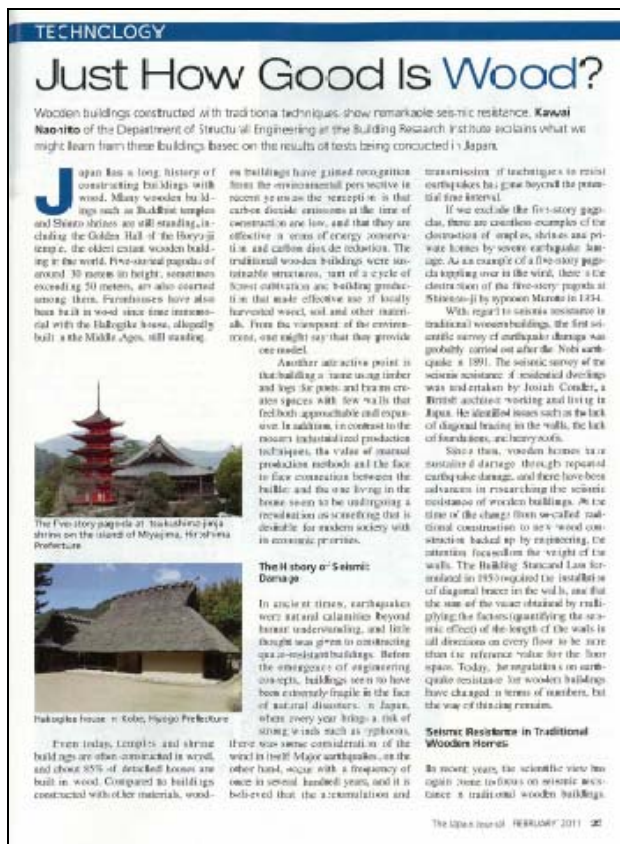 TECHNOLOGY
Just How Good Is Wood?
Wooden buildings constructed with traditional techniques show remarkable seismic resistance. Kawai
Naohito of the Department of Structural Engineering at the Building Research Institute explains what we
might learn from these buildings based on the results of tests being conducted in Japan.
Japan has a long history of
constructing buildings with
wood. Many wooden build-
ings such as Buddhist temples
and Shinto shrines are still standing, in-
cluding the Golden Hall of the Horyu-ji
temple, the oldest extant wooden build-
ing in the world. Five-storied pagodas of
around 30 meters in height, sometimes
exceeding 50 meters, are also counted
among them. Farmhouses have also
been built in wood since time immemo-
rial with the Hakogike house, allegedly
built in the Middle Ages, still standing.
The five-story pagoda at Itsukushima-jinja
shrine on the island of Miyajima, Hiroshima
Prefecture
Hakogike house in Kobe, Hyogo Prefecture
Even today, temples and shrine
buildings are often constructed in wood,
and about 85% of detached houses are
built in wood. Compared to buildings
constructed with other materials, wood-
en buildings have gained recognition
from the environmental perspective in
recent years as the perception is that
carbon dioxide emissions at the time of
construction are low, and that they are
effective in terms of energy conserva-
tion and carbon dioxide reduction. The
traditional wooden buildings were sus-
tainable structures, part of a cycle of
forest cultivation and building produc-
tion that made effective use of locally
harvested wood, soil and other materi-
als. From the viewpoint of the environ-
ment, one might say that they provide
one model.
Another attractive point is
that building a frame using timber
and logs for posts and beams cre-
ates spaces with few walls that
feel both approachable and expan-
sive. In addition, in contrast to the
modern industrialized production
techniques, the value of manual
production methods and the face
to face connection between the
builder and the one living in the
house seem to be undergoing a
reevaluation as something that is
desirable for modern society with
its economic priorities.
The History of Seismic
Damage
In ancient times, earthquakes
were natural calamities beyond
human understanding, and little
thought was given to constructing
quake-resistant buildings. Before
the emergence of engineering
concepts, buildings seem to have
been extremely fragile in the face
of natural disasters. In Japan,
where every year brings a risk of
strong winds such as typhoons,
there was some consideration of the
wind in itself. Major earthquakes, on the
other hand, occur with a frequency of
once in several hundred years, and it is
believed that the accumulation and
transmission of techniques to resist
earthquakes has gone beyond the poten-
tial time interval.
If we exclude the five-story pago-
das, there are countless examples of the
destruction of temples, shrines and pri-
vate homes by severe earthquake dam-
age. As an example of a five-story pago-
da toppling over in the wind, there is the
destruction of the five-story pagoda at
Shitenno-ji by typhoon Muroto in 1934.
With regard to seismic resistance in
traditional wooden buildings, the first sci-
entific survey of earthquake damage was
probably carried out after the Nobi earth-
quake in 1891. The seismic survey of the
seismic resistance of residential dwellings
was undertaken by Josiah Conder, a
British architect working and living in
Japan. He identified issues such as the lack
of diagonal bracing in the walls, the lack
of foundations, and heavy roofs.
Since then, wooden homes have
sustained damage through repeated
earthquake damage, and there have been
advances in researching the seismic
resistance of wooden buildings. At the
time of the change from so-called tradi-
tional construction to new wood con-
struction backed up by engineering, the
attention focused on the weight of the
walls. The Building Standard Law for-
mulated in 1950 required the installation
of diagonal braces in the walls, and that
the sum of the values obtained by multi-
plying the factors (quantifying the seis-
mic effect) of the length of the walls in
all directions on every floor to be more
than the reference value for the floor
space. Today, the regulations on earth-
quake resistance for wooden buildings
have changed in terms of numbers, but
the way of thinking remains.
Seismic Resistance in Traditional
Wooden Homes
In recent years, the scientific view has
again come to focus on seismic resis-
tance in traditional wooden buildings.
The Japan Journal FEBRUARY 2011